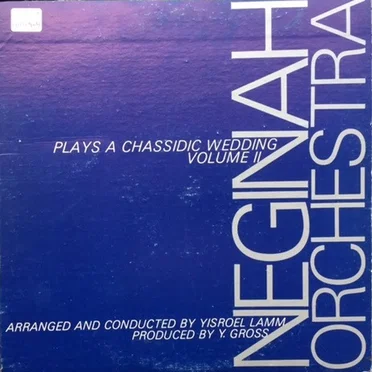 NEGINAH
ORCHESTRA
PLAYS A CHASSIDIC WEDDING
VOLUME II
ARRANGED AND CONDUCTED BY YISROEL LAMM
PRODUCED BY Y. GROSS